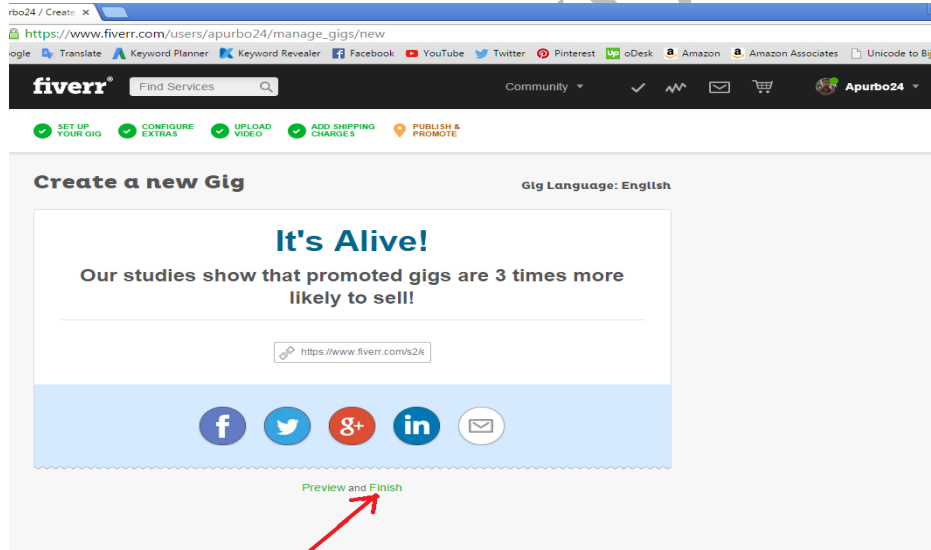 rbo24 / Create ×
https://www.fiverr.com/users/apurbo24/manage_gigs/new
ogle Translate Keyword Planner Keyword Revealer Facebook YouTube Twitter Pinterest oDesk Amazon Amazon Associates Unicode to Bij
fiverr® Find Services Community Apurbo24
SET UP YOUR GIG
CONFIGURE EXTRAS
UPLOAD VIDEO
ADD SHIPPING CHARGES
PUBLISH & PROMOTE
Create a new Gig Gig Language: English
It's Alive!
Our studies show that promoted gigs are 3 times more
likely to sell!
https://www.fiverr.com/s2/e
f g+ in
Preview and Finish